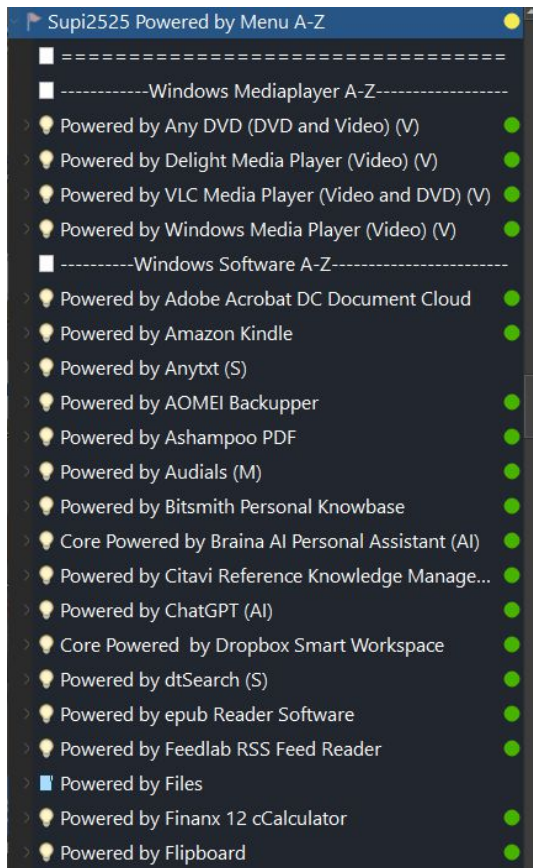 Supi2525 Powered by Menu A-Z
=================================
------------Windows Mediaplayer A-Z------------------
Powered by Any DVD (DVD and Video) (V)
Powered by Delight Media Player (Video) (V)
Powered by VLC Media Player (Video and DVD) (V)
Powered by Windows Media Player (Video) (V)
----------Windows Software A-Z------------------------
Powered by Adobe Acrobat DC Document Cloud
Powered by Amazon Kindle
Powered by Anytxt (S)
Powered by AOMEI Backupper
Powered by Ashampoo PDF
Powered by Audials (M)
Powered by Bitsmith Personal Knowbase
Core Powered by Braina AI Personal Assistant (AI)
Powered by Citavi Reference Knowledge Manage...
Powered by ChatGPT (AI)
Core Powered  by Dropbox Smart Workspace
Powered by dtSearch (S)
Powered by epub Reader Software
Powered by Feedlab RSS Feed Reader
Powered by Files
Powered by Finanx 12 cCalculator
Powered by Flipboard